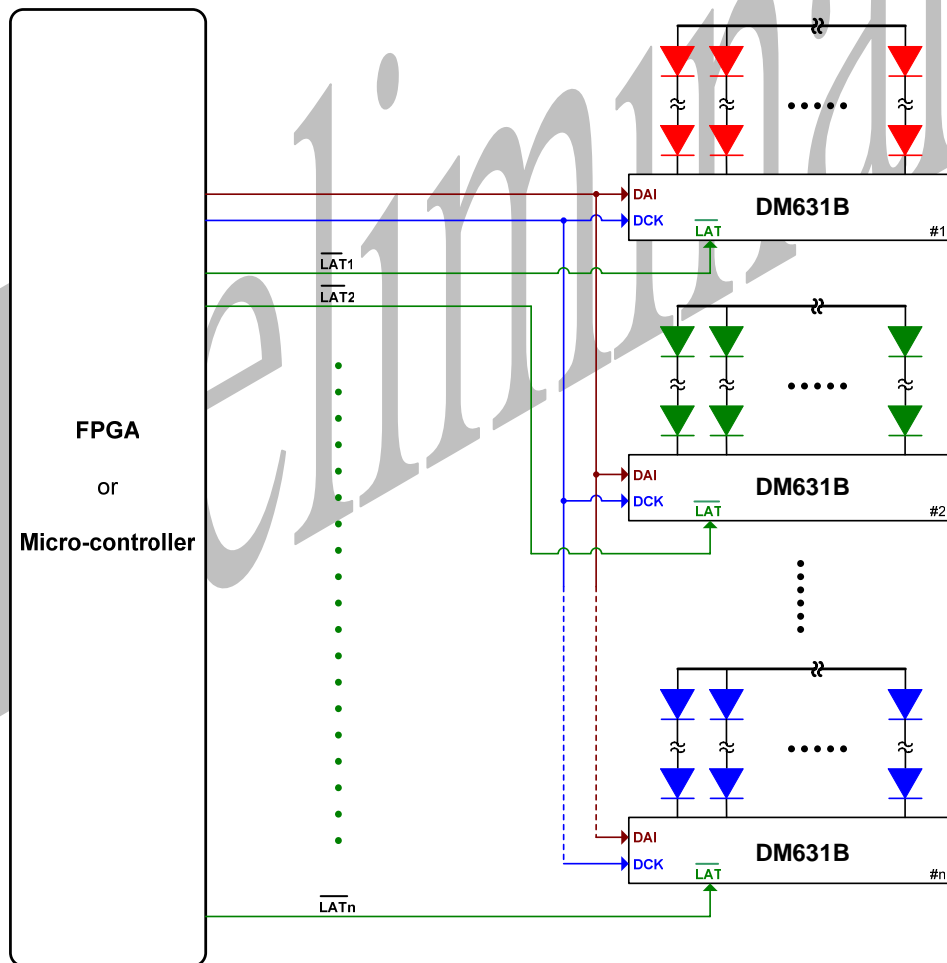 elimina
DAI
DM631B
DCK
LAT
#1
LAT1
LAT2
FPGA
or
Micro-controller
DAI
DM631B
DCK
LAT
#2
DAI
DM631B
DCK
LAT
#n
LATn